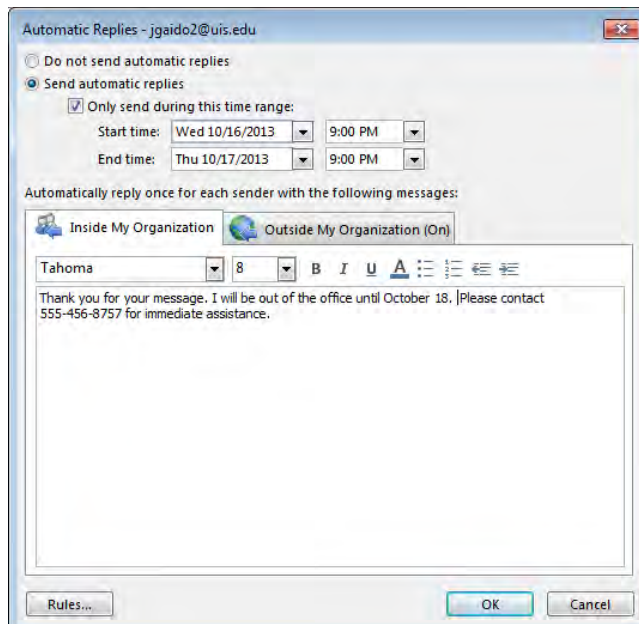 Automatic Replies - jgaido2@uis.edu
Do not send automatic replies
Send automatic replies
Only send during this time range:
Start time: Wed 10/16/2013 9:00 PM
End time: Thu 10/17/2013 9:00 PM
Automatically reply once for each sender with the following messages:
Inside My Organization Outside My Organization (On)
Tahoma 8 B I U A
Thank you for your message. I will be out of the office until October 18. Please contact
555-456-8757 for immediate assistance.
Rules... OK Cancel